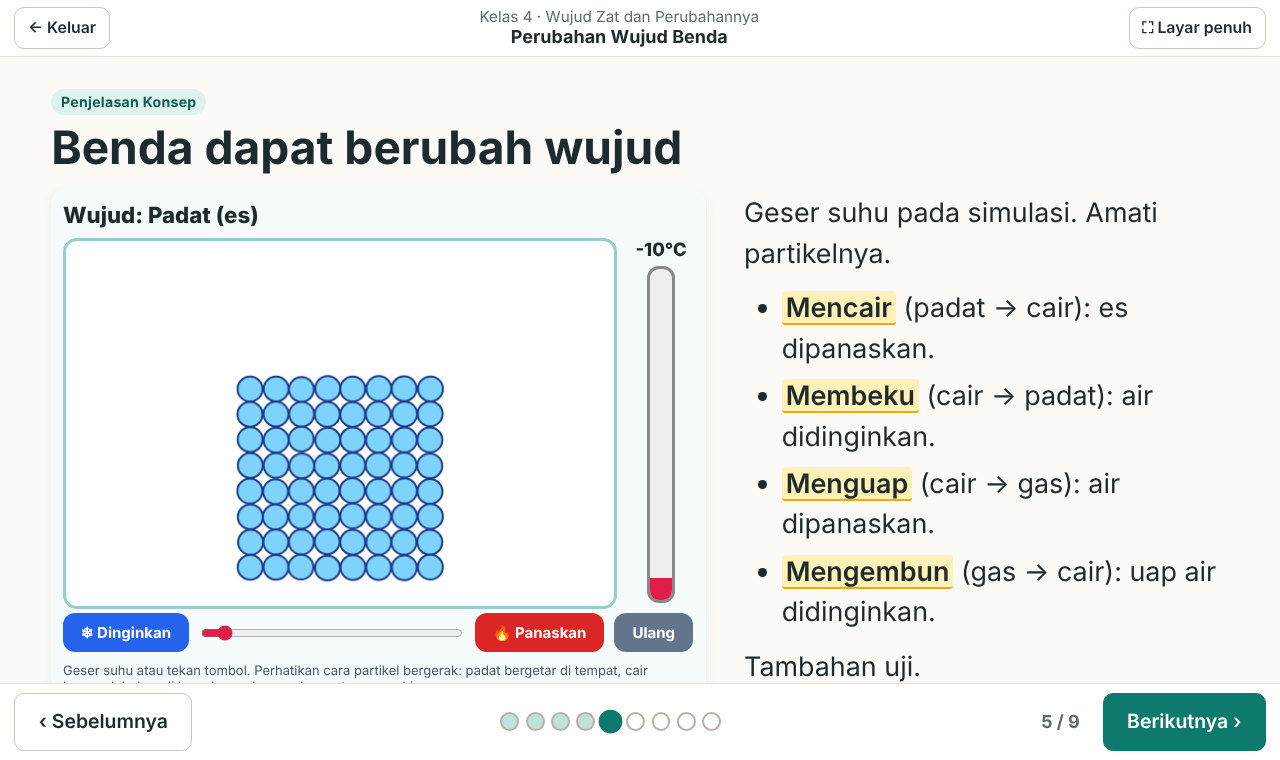 ← Keluar
Kelas 4 · Wujud Zat dan Perubahannya
Perubahan Wujud Benda
Layar penuh
Penjelasan Konsep
Benda dapat berubah wujud
Wujud: Padat (es)
-10°C
❄ Dinginkan
🔥 Panaskan
Ulang
Geser suhu atau tekan tombol. Perhatikan cara partikel bergerak: padat bergetar di tempat, cair
Geser suhu pada simulasi. Amati
partikelnya.
• Mencair (padat → cair): es
dipanaskan.
• Membeku (cair → padat): air
didinginkan.
• Menguap (cair → gas): air
dipanaskan.
• Mengembun (gas → cair): uap air
didinginkan.
Tambahan uji.
‹ Sebelumnya
5 / 9
Berikutnya ›